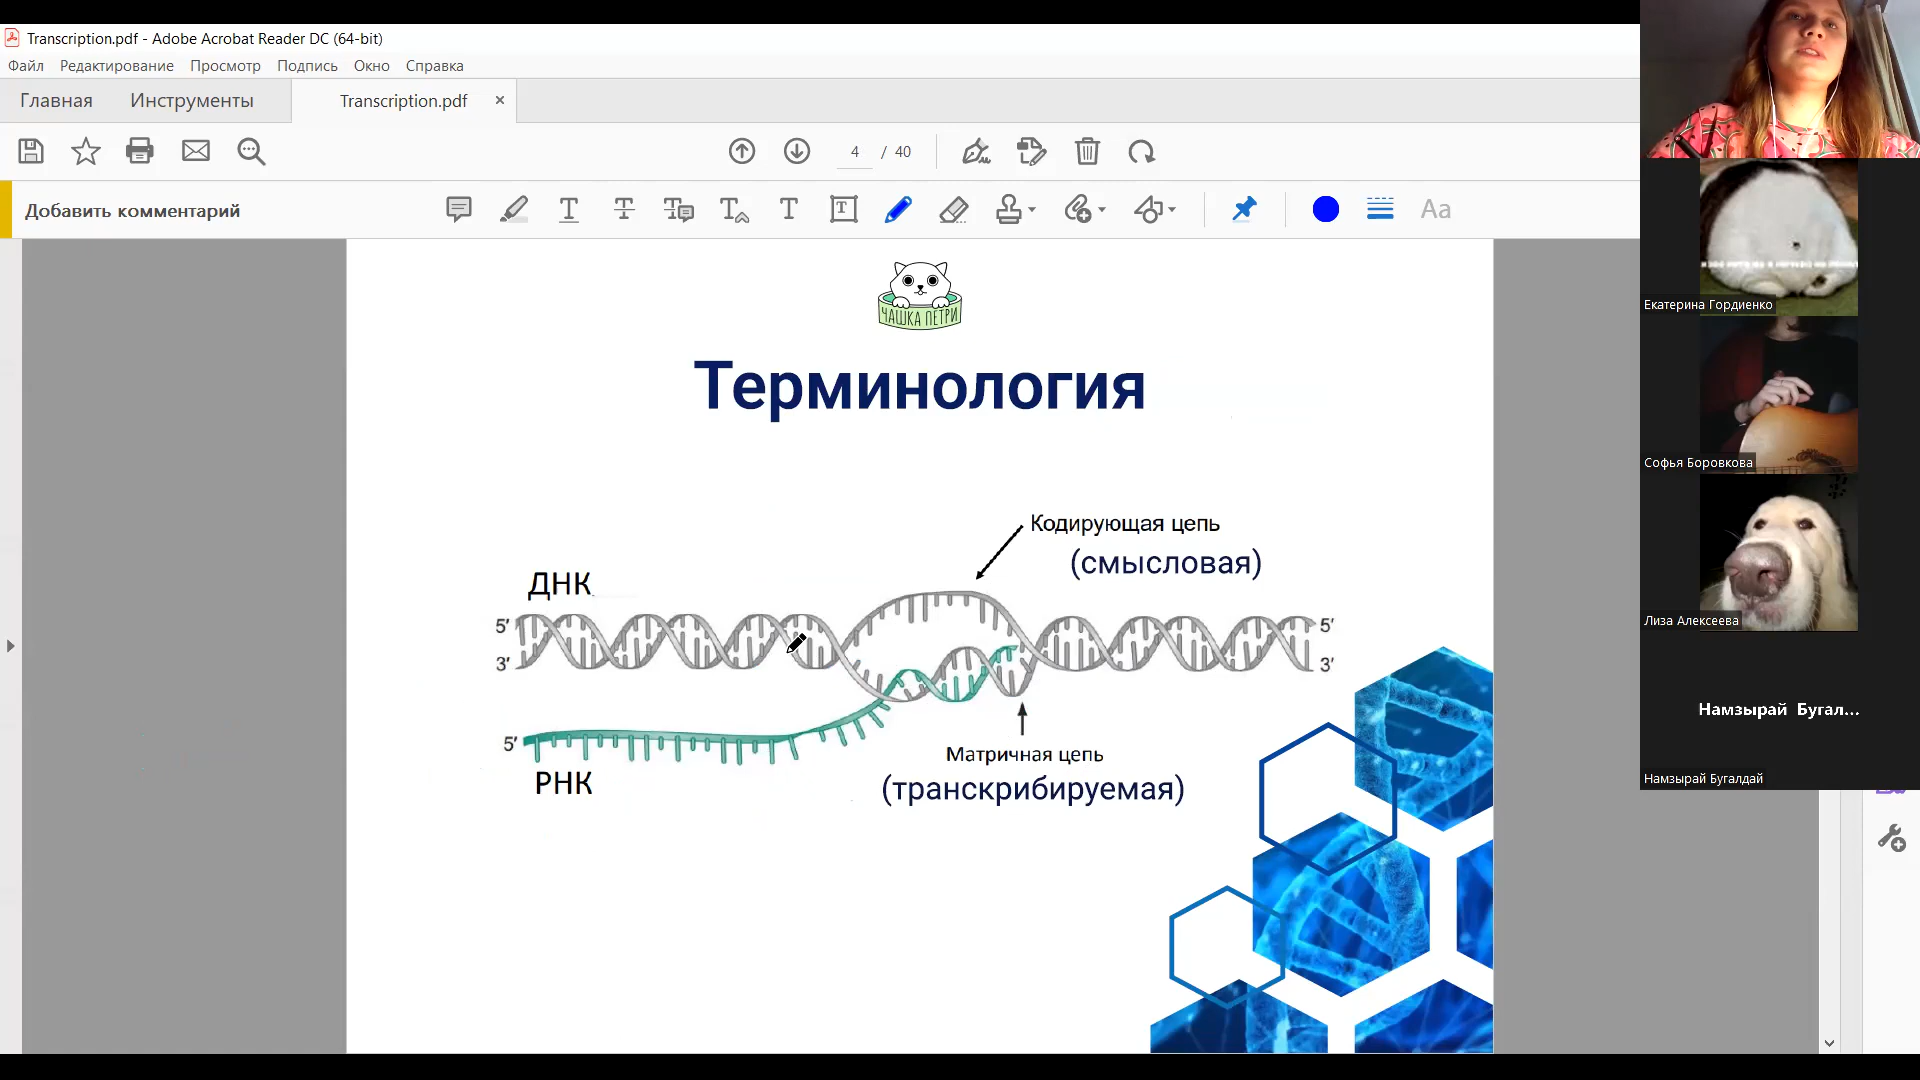 Transcription.pdf - Adobe Acrobat Reader DC (64-bit)
Файл Редактирование Просмотр Подпись Окно Справка
Главная Инструменты Transcription.pdf ×
4 / 40
Добавить комментарий
Aa
ЧАШКА ПЕТРИ
Терминология
Кодирующая цепь
(смысловая)
ДНК
5′ 5′
3′ 3′
5′
РНК
Матричная цепь
(транскрибируемая)
Екатерина Гордиенко
Софья Боровкова
Лиза Алексеева
Намзырай Бугал...
Намзырай Бугалдай